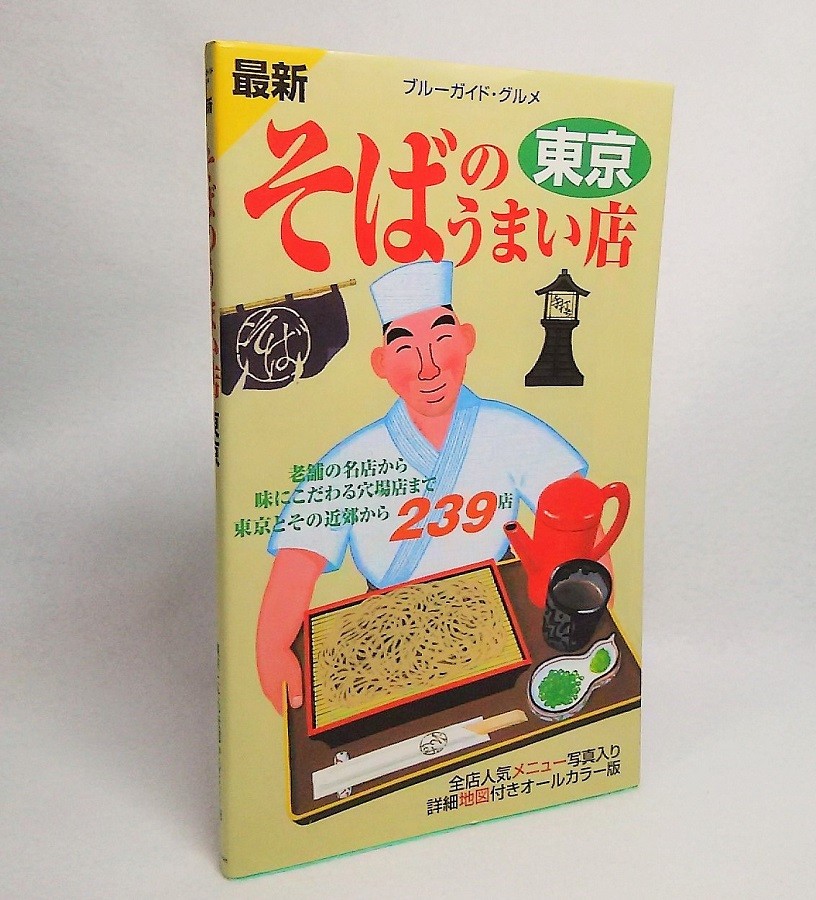 最新
ブルーガイド・グルメ
そばの
東京
うまい店
そば
老舗の名店から
味にこだわる穴場店まで
東京とその近郊から239店
全店人気メニュー写真入り
詳細地図付きオールカラー版